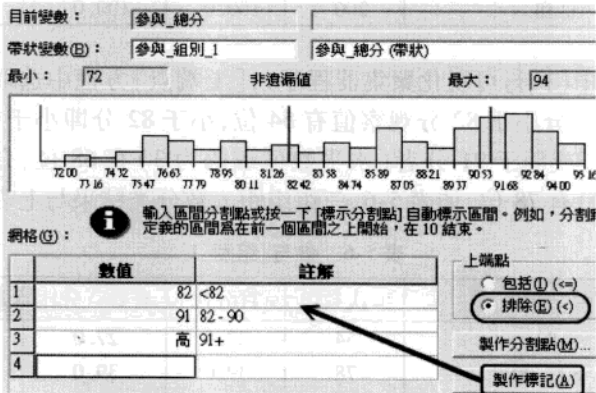 目前變數： 參與_總分
帶狀變數(B)： 參與_組別_1 參與_總分 (帶狀)
最小： 72 非遺漏值 最大： 94
72.00 74.32 76.63 78.95 81.26 83.58 85.89 88.21 90.53 92.84 95.16
73.16 75.47 77.79 80.11 82.42 84.74 87.05 89.37 91.68 94.00
輸入區間分割點或按一下 [標示分割點] 自動標示區間。例如，分割點
定義的區間為在前一個區間之上開始，在 10 結束。
網格(G)：
數值 註解
1 82 <82
2 91 82 - 90
3 高 91+
4
上端點
包括(I) (<=)
排除(E) (<)
製作分割點(M)...
製作標記(A)